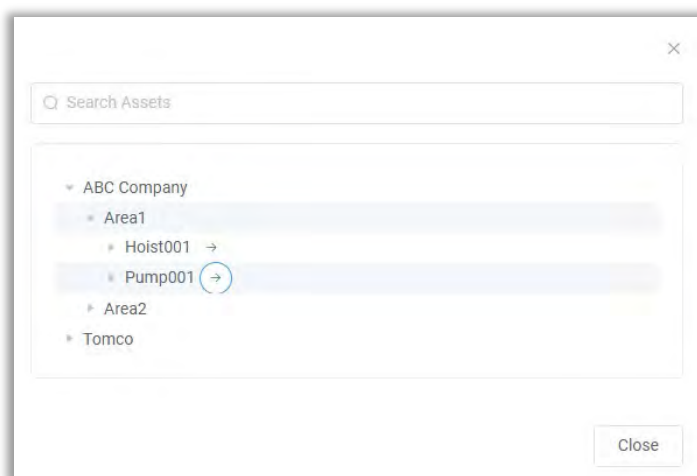 Search Assets
ABC Company
Area1
Hoist001 →
Pump001 →
Area2
Tomco
Close